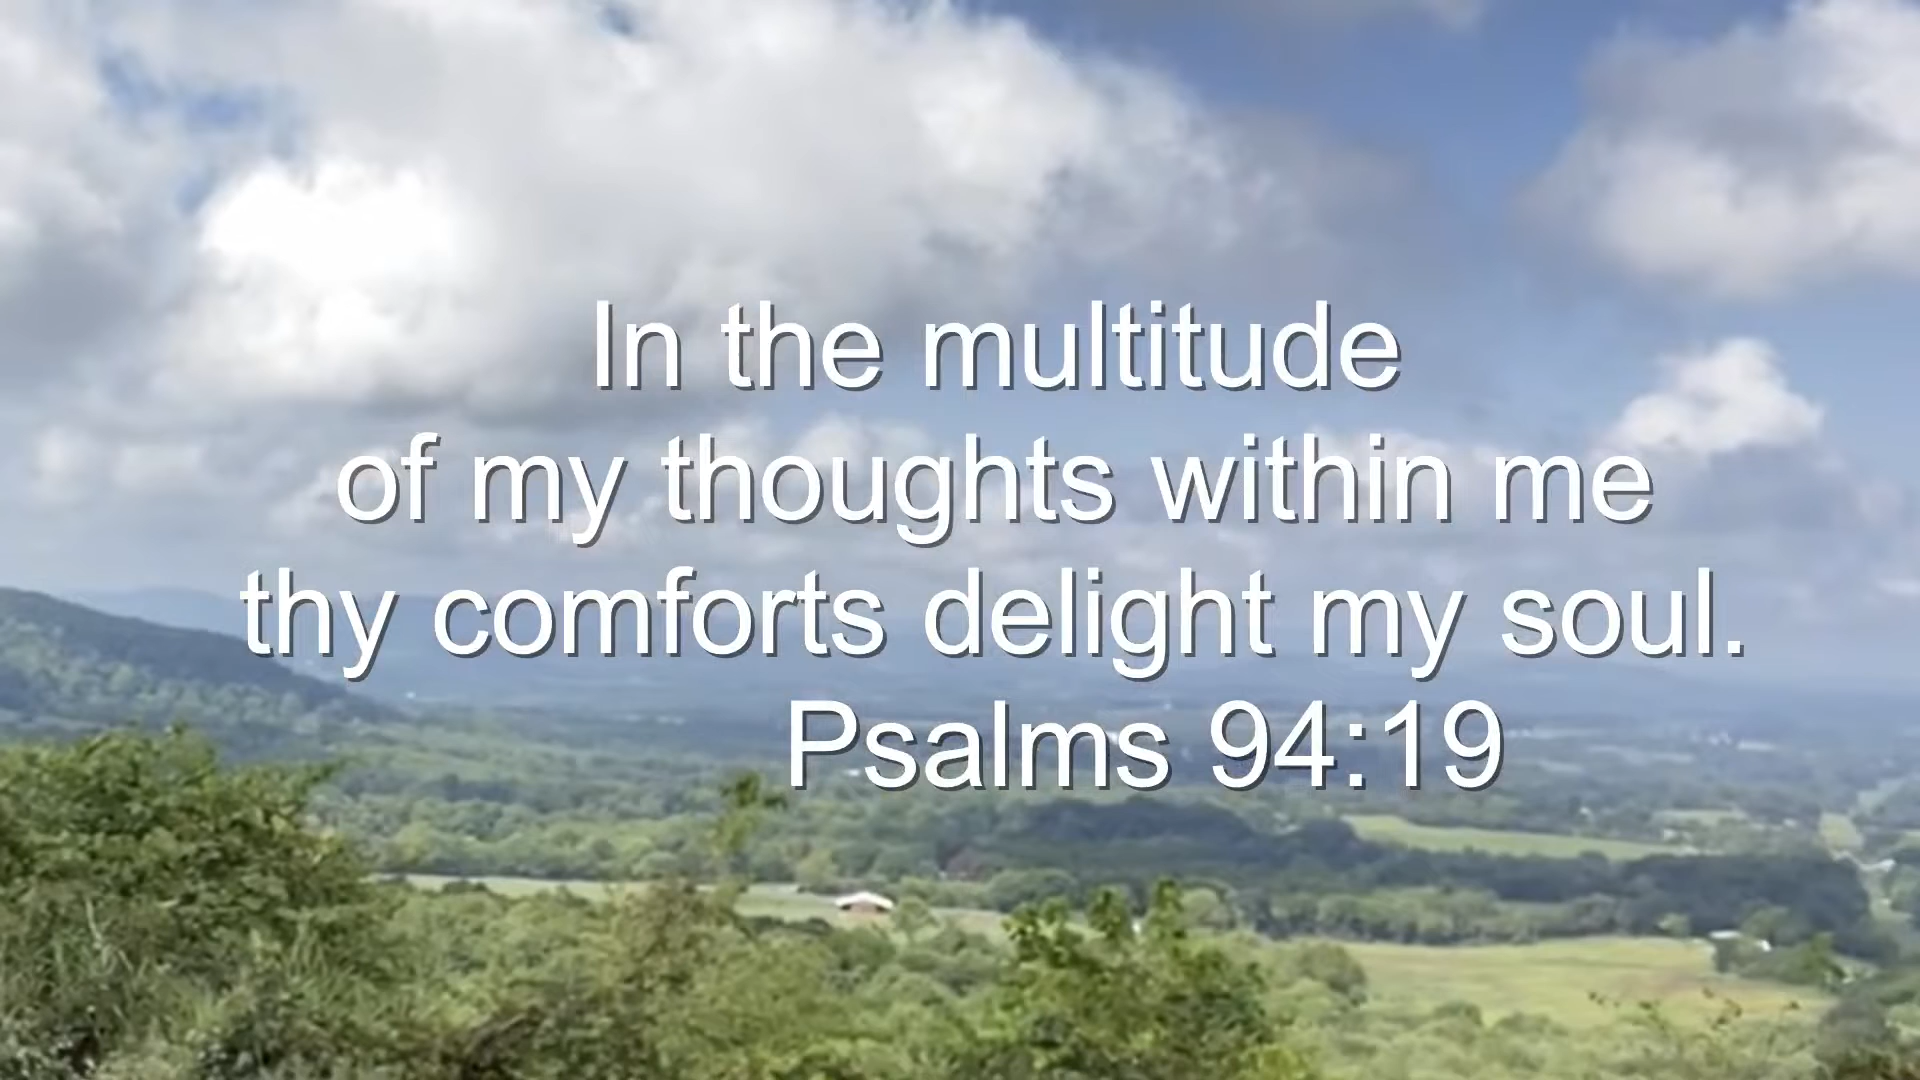 In the multitude
of my thoughts within me
thy comforts delight my soul.
Psalms 94:19